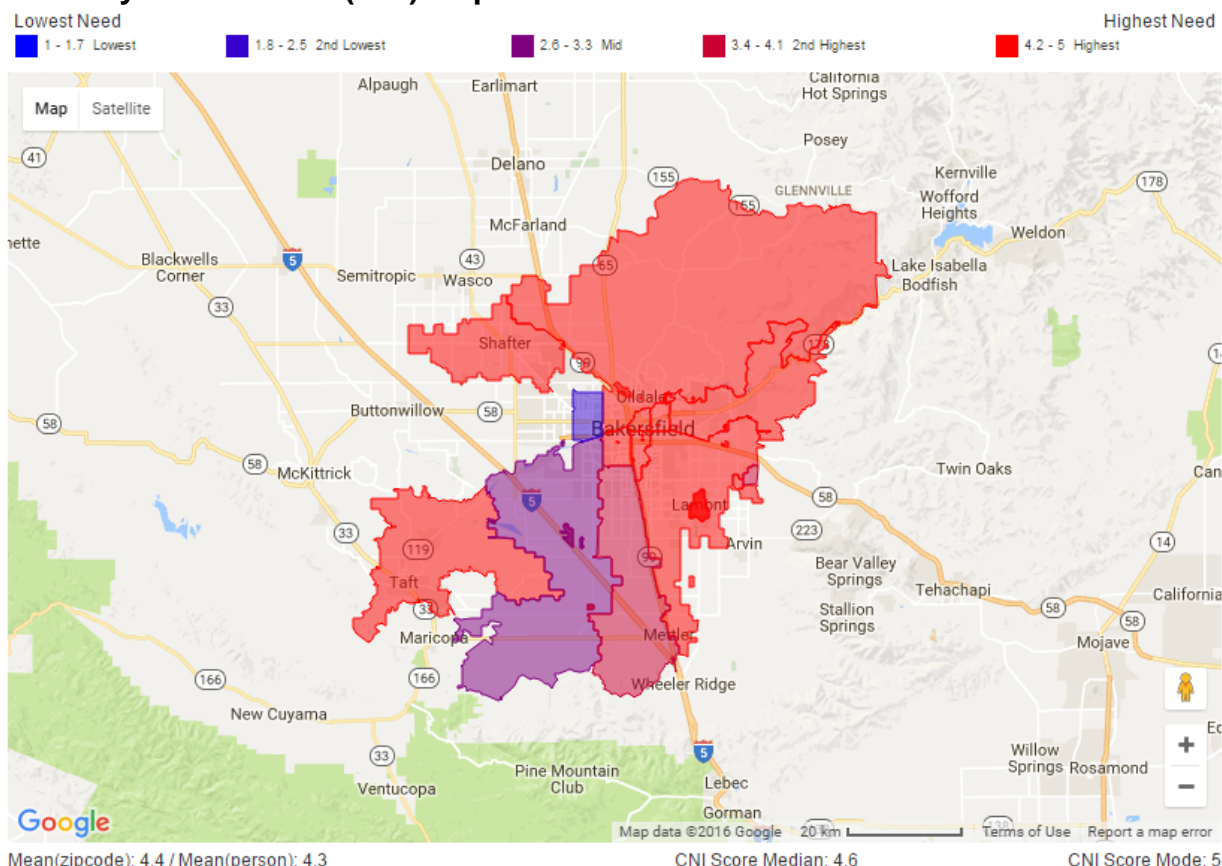 Lowest Need
Highest Need
1 - 1.7 Lowest
1.8 - 2.5 2nd Lowest
2.6 - 3.3 Mid
3.4 - 4.1 2nd Highest
4.2 - 5 Highest
Map
Satellite
Alpaugh
Earlimart
California
Hot Springs
41
Posey
Delano
155
Kernville
178
GLENNVILLE
155
Wofford
Heights
McFarland
Weldon
nette
Blackwells
Corner
5
43
65
Semitropic
Wasco
Lake Isabella
Bodfish
33
Shafter
178
99
Oildale
Buttonwillow
58
58
Bakersfield
58
McKittrick
Twin Oaks
Can
5
Lamont
58
33
223
119
99
Arvin
14
Bear Valley
Springs
Taft
Tehachapi
California
33
Stallion
Springs
58
58
Maricopa
Mettler
Mojave
166
166
Wheeler Ridge
New Cuyama
33
5
Willow
Springs
Rosamond
Pine Mountain
Club
Ventucopa
Lebec
Gorman
Google
Map data ©2016 Google
20 km
Terms of Use
Report a map error
Mean(zipcode): 4.4 / Mean(person): 4.3
CNI Score Median: 4.6
CNI Score Mode: 5